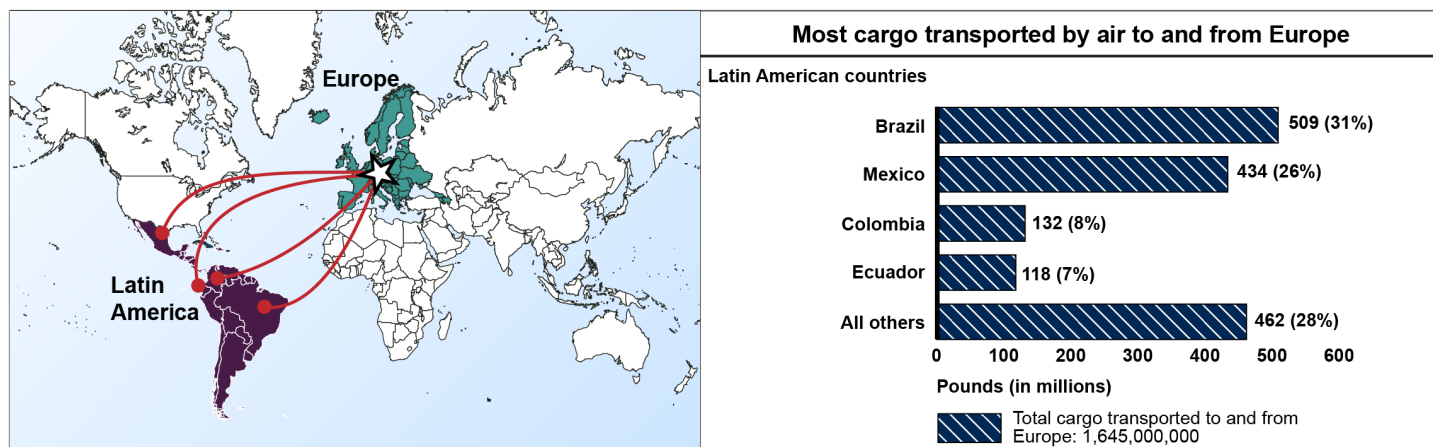 Europe
Latin
America
Most cargo transported by air to and from Europe
Latin American countries
Brazil 509 (31%)
Mexico 434 (26%)
Colombia 132 (8%)
Ecuador 118 (7%)
All others 462 (28%)
0 100 200 300 400 500 600
Pounds (in millions)
Total cargo transported to and from
Europe: 1,645,000,000